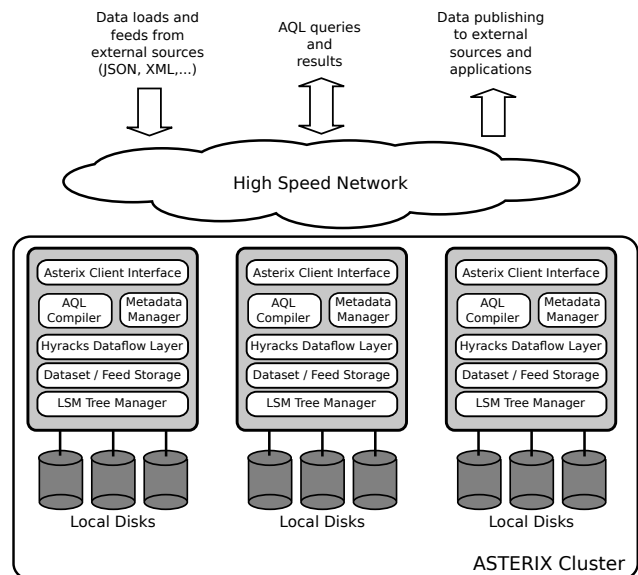 Data loads and
feeds from
external sources
(JSON, XML,...)
AQL queries
and
results
Data publishing
to external
sources and
applications
High Speed Network
Asterix Client Interface
AQL
Compiler
Metadata
Manager
Hyracks Dataflow Layer
Dataset / Feed Storage
LSM Tree Manager
Local Disks
Asterix Client Interface
AQL
Compiler
Metadata
Manager
Hyracks Dataflow Layer
Dataset / Feed Storage
LSM Tree Manager
Local Disks
Asterix Client Interface
AQL
Compiler
Metadata
Manager
Hyracks Dataflow Layer
Dataset / Feed Storage
LSM Tree Manager
Local Disks
ASTERIX Cluster